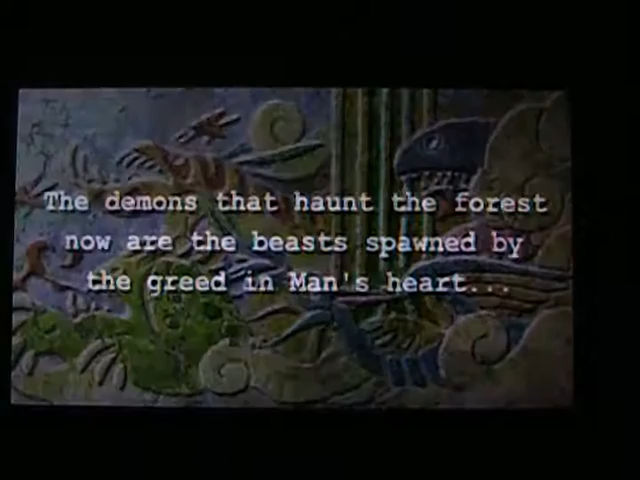 The demons that haunt the forest
now are the beasts spawned by
the greed in Man's heart...